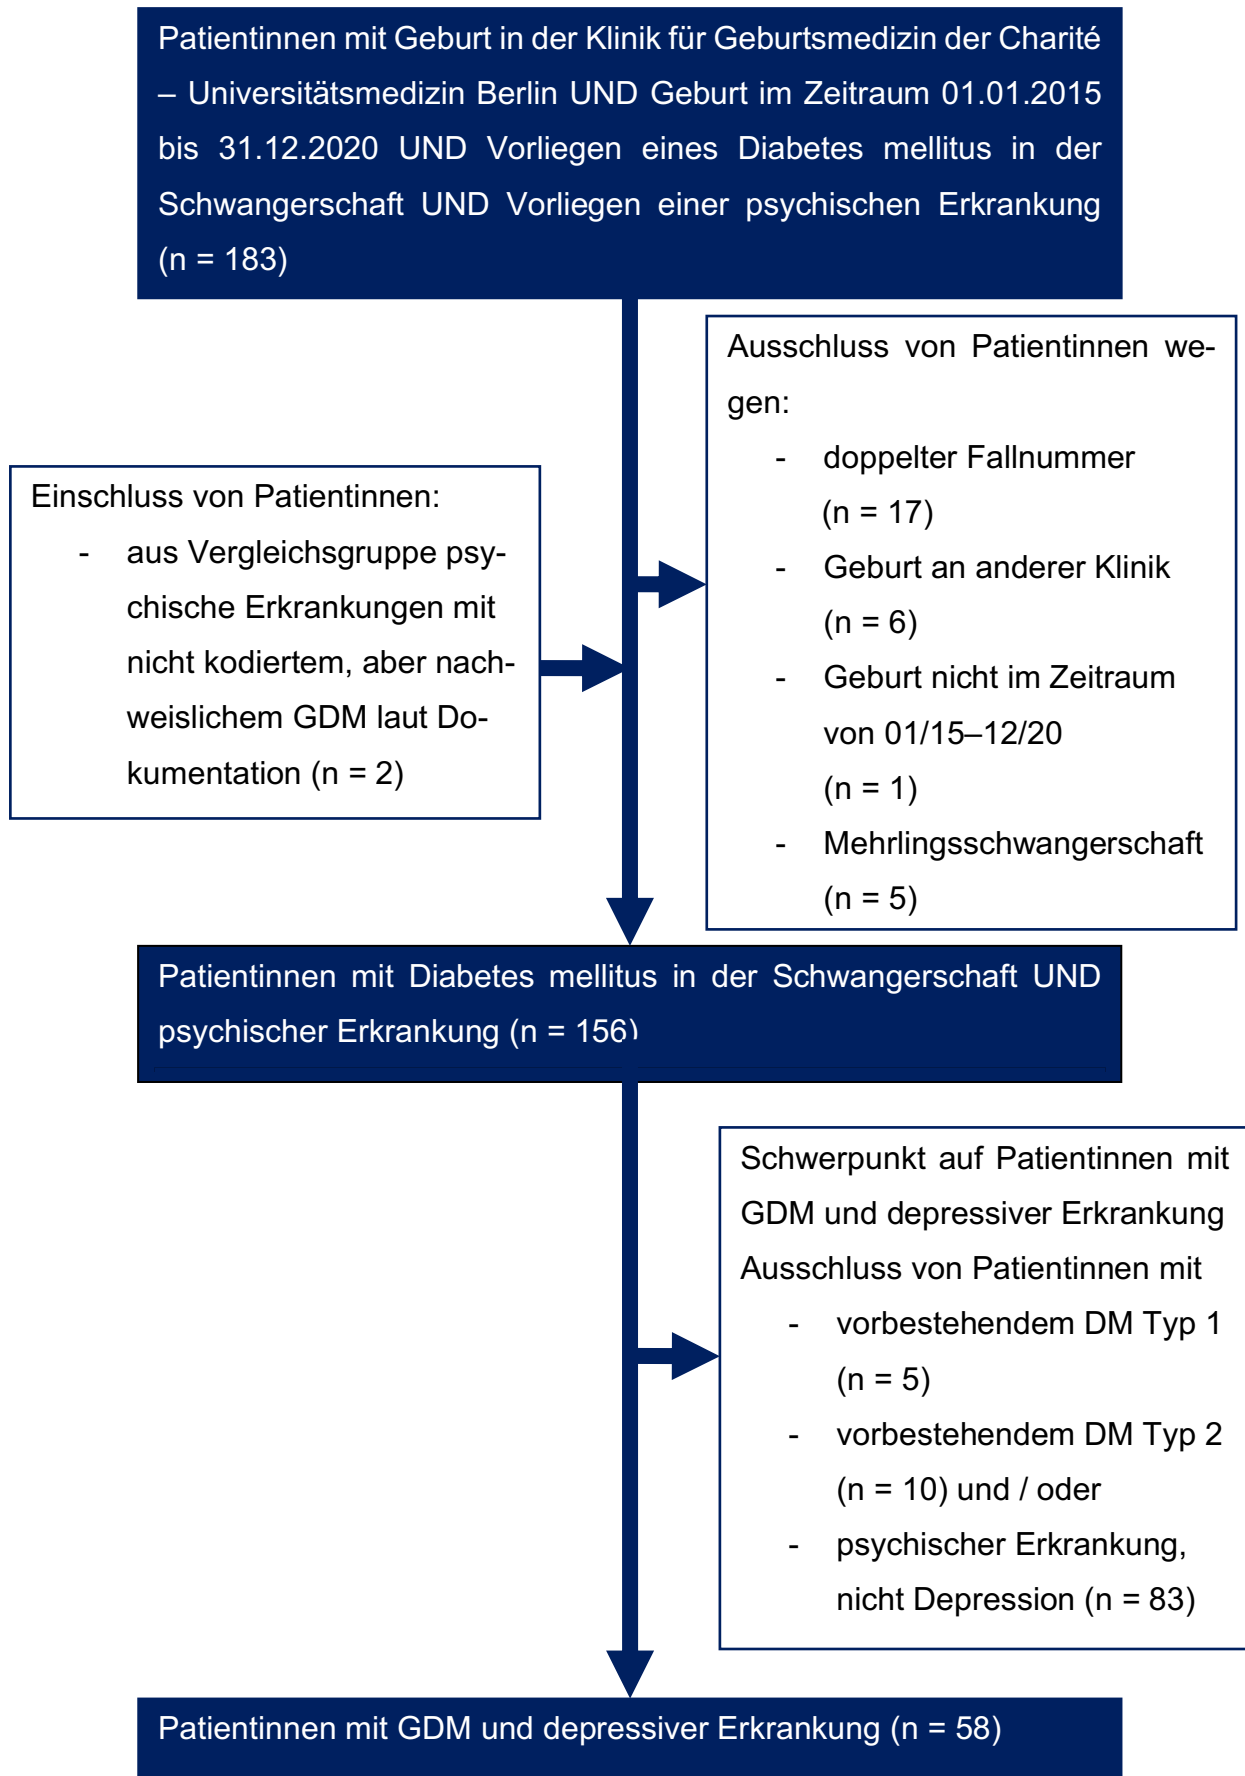 Patientinnen mit Geburt in der Klinik für Geburtsmedizin der Charité
– Universitätsmedizin Berlin UND Geburt im Zeitraum 01.01.2015
bis 31.12.2020 UND Vorliegen eines Diabetes mellitus in der
Schwangerschaft UND Vorliegen einer psychischen Erkrankung
(n = 183)
Ausschluss von Patientinnen we-
gen:
- doppelter Fallnummer
(n = 17)
- Geburt an anderer Klinik
(n = 6)
- Geburt nicht im Zeitraum
von 01/15–12/20
(n = 1)
- Mehrlingsschwangerschaft
(n = 5)
Einschluss von Patientinnen:
- aus Vergleichsgruppe psy-
chische Erkrankungen mit
nicht kodiertem, aber nach-
weislichem GDM laut Do-
kumentation (n = 2)
Patientinnen mit Diabetes mellitus in der Schwangerschaft UND
psychischer Erkrankung (n = 156)
Schwerpunkt auf Patientinnen mit
GDM und depressiver Erkrankung
Ausschluss von Patientinnen mit
- vorbestehendem DM Typ 1
(n = 5)
- vorbestehendem DM Typ 2
(n = 10) und / oder
- psychischer Erkrankung,
nicht Depression (n = 83)
Patientinnen mit GDM und depressiver Erkrankung (n = 58)